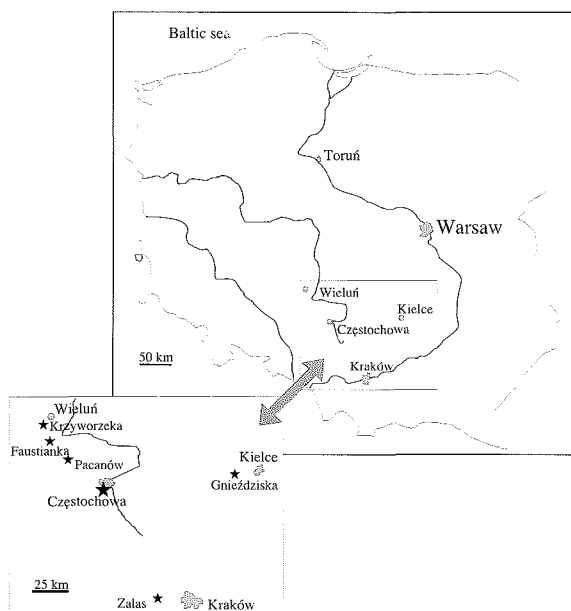 Baltic sea
Toruń
Warsaw
Wieluń
Kielce
Częstochowa
50 km
Kraków
Wieluń
Krzyworzeka
Faustianka
Pacanów
Kielce
Gnieździska
Częstochowa
25 km
Zalas
Kraków